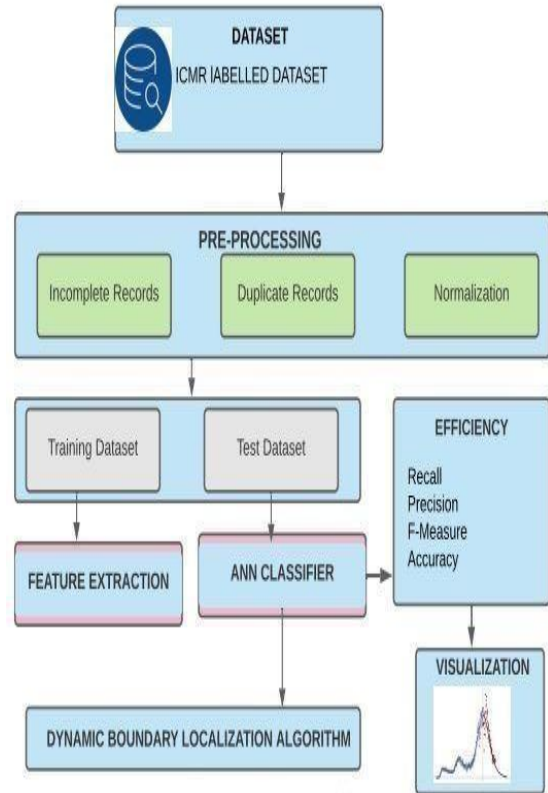 DATASET
ICMR lABELLED DATASET
PRE-PROCESSING
Incomplete Records
Duplicate Records
Normalization
Training Dataset
Test Dataset
EFFICIENCY
Recall
Precision
F-Measure
Accuracy
FEATURE EXTRACTION
ANN CLASSIFIER
VISUALIZATION
DYNAMIC BOUNDARY LOCALIZATION ALGORITHM